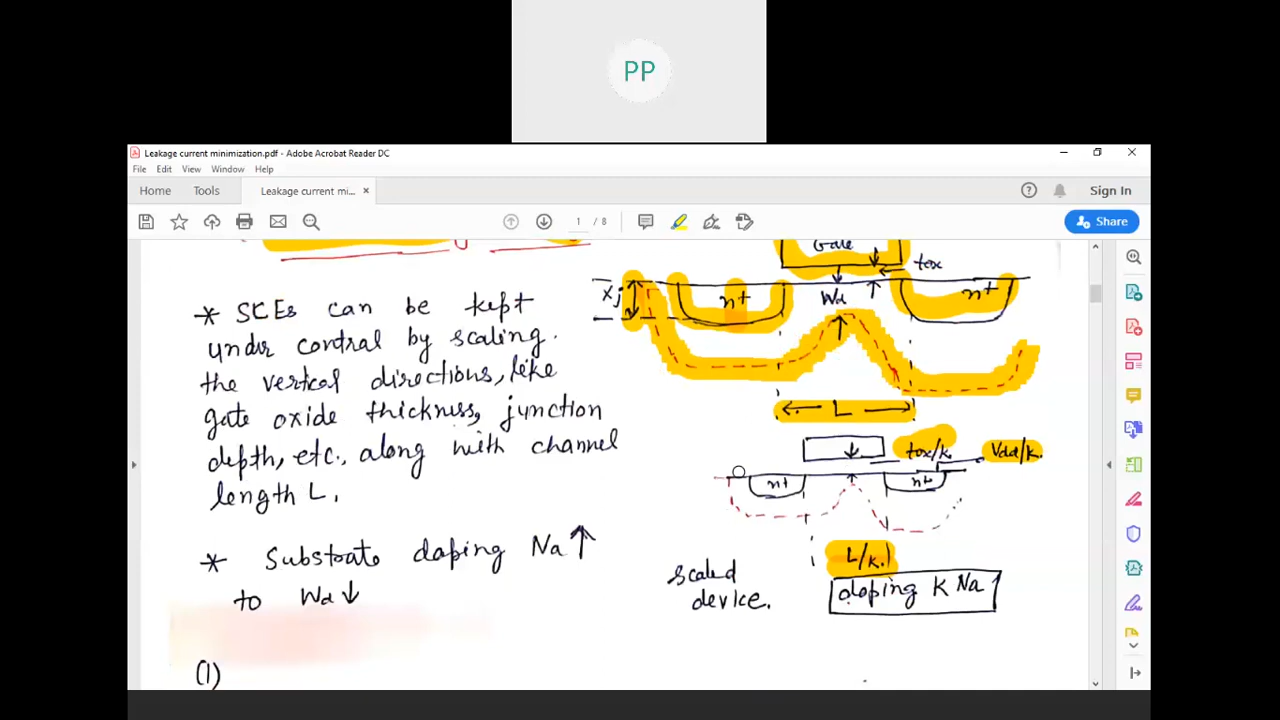 PP
Leakage current minimization.pdf - Adobe Acrobat Reader DC
File Edit View Window Help
Home Tools Leakage current mi... ×
Sign In
1 / 8
Share
Gate
tox
xj n+ Wd n+
* SCEs can be kept
under control by scaling
the vertical directions, like
gate oxide thickness, junction
depth, etc., along with channel
length L.
L
tox/k. Vdd/k.
n+ n+
* Substrate doping Na ↑
to Wd ↓
L/k.
scaled
device.
doping K Na
(1)